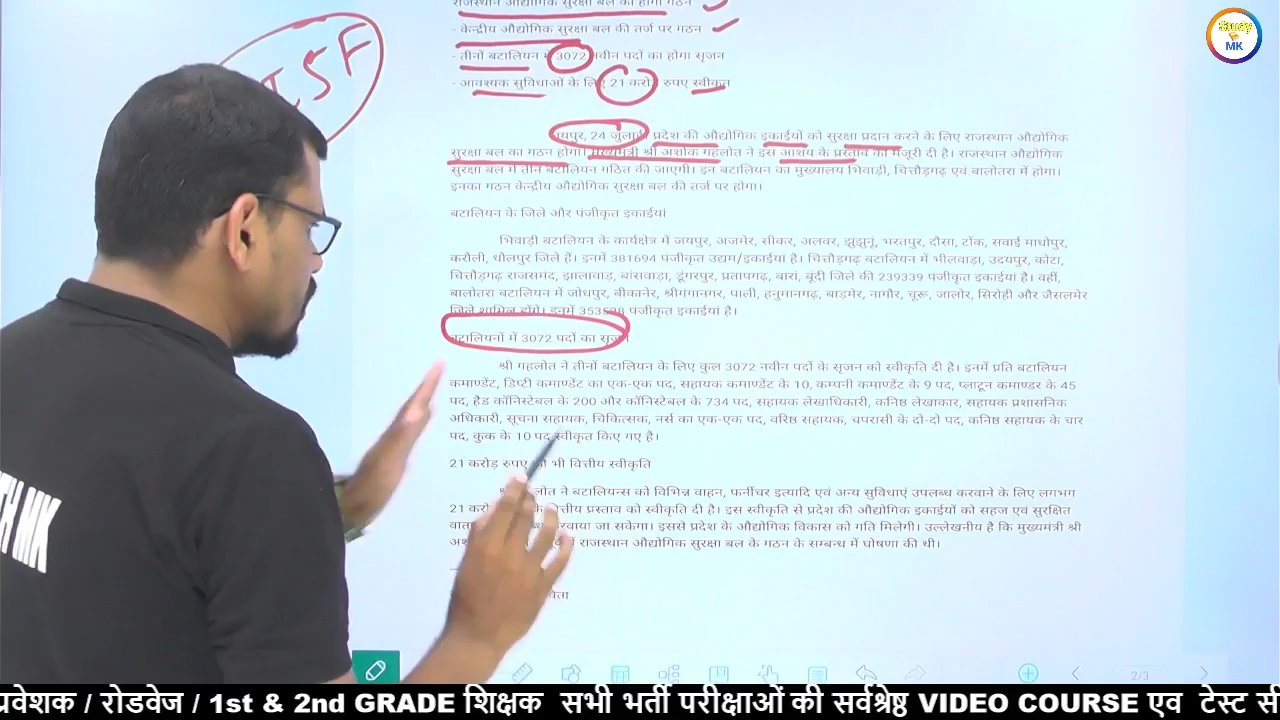 राजस्थान औद्योगिक सुरक्षा बल का होगा गठन
Study
MK
- केन्द्रीय औद्योगिक सुरक्षा बल की तर्ज पर गठन
- तीनों बटालियन में 3072 नवीन पदों का होगा सृजन
- आवश्यक सुविधाओं के लिए 21 करोड़ रुपए स्वीकृत
ISF
जयपुर, 24 जुलाई। प्रदेश की औद्योगिक इकाईयों को सुरक्षा प्रदान करने के लिए राजस्थान औद्योगिक
सुरक्षा बल का गठन होगा। मुख्यमंत्री श्री अशोक गहलोत ने इस आशय के प्रस्ताव को मंजूरी दी है। राजस्थान औद्योगिक
सुरक्षा बल में तीन बटालियन गठित की जाएगी। इन बटालियन का मुख्यालय भिवाड़ी, चित्तौड़गढ़ एवं बालोतरा में होगा।
इनका गठन केन्द्रीय औद्योगिक सुरक्षा बल की तर्ज पर होगा।
बटालियन के जिले और पंजीकृत इकाईयां
भिवाड़ी बटालियन के कार्यक्षेत्र में जयपुर, अजमेर, सीकर, अलवर, झुंझुनूं, भरतपुर, दौसा, टोंक, सवाई माधोपुर,
करौली, धौलपुर जिले है। इनमें 381694 पंजीकृत उद्यम/इकाईयां है। चित्तौड़गढ़ बटालियन में भीलवाड़ा, उदयपुर, कोटा,
चित्तौड़गढ़ राजसमंद, झालावाड़, बांसवाड़ा, डूंगरपुर, प्रतापगढ़, बारां, बूंदी जिले की 239339 पंजीकृत इकाईयां है। वहीं,
बालोतरा बटालियन में जोधपुर, बीकानेर, श्रीगंगानगर, पाली, हनुमानगढ़, बाड़मेर, नागौर, चूरू, जालोर, सिरोही और जैसलमेर
जिले शामिल होंगे। इनमें पंजीकृत इकाईयां है।
बटालियनों में 3072 पदों का सृजन
श्री गहलोत ने तीनों बटालियन के लिए कुल 3072 नवीन पदों के सृजन को स्वीकृति दी है। इनमें प्रति बटालियन
कमाण्डेंट, डिप्टी कमाण्डेंट का एक-एक पद, सहायक कमाण्डेंट के 10, कम्पनी कमाण्डेंट के 9 पद, प्लाटून कमाण्डर के 45
पद, हैड कॉनिस्टेबल के 200 और कॉनिस्टेबल के 734 पद, सहायक लेखाधिकारी, कनिष्ठ लेखाकार, सहायक प्रशासनिक
अधिकारी, सूचना सहायक, चिकित्सक, नर्स का एक-एक पद, वरिष्ठ सहायक, चपरासी के दो-दो पद, कनिष्ठ सहायक के चार
पद, कुक के 10 पद स्वीकृत किए गए है।
21 करोड़ रुपए की भी वित्तीय स्वीकृति
ने बटालियन्स को विभिन्न वाहन, फर्नीचर इत्यादि एवं अन्य सुविधाएं उपलब्ध करवाने के लिए लगभग
21 वित्तीय प्रस्ताव को स्वीकृति दी है। इस स्वीकृति से प्रदेश की औद्योगिक इकाईयों को सहज एवं सुरक्षित
करवाया जा सकेगा। इससे प्रदेश के औद्योगिक विकास को गति मिलेगी। उल्लेखनीय है कि मुख्यमंत्री श्री
राजस्थान औद्योगिक सुरक्षा बल के गठन के सम्बन्ध में घोषणा की थी।
TH MK
2/3
प्रवेशक / रोडवेज / 1st & 2nd GRADE शिक्षक सभी भर्ती परीक्षाओं की सर्वश्रेष्ठ VIDEO COURSE एव टेस्ट सी